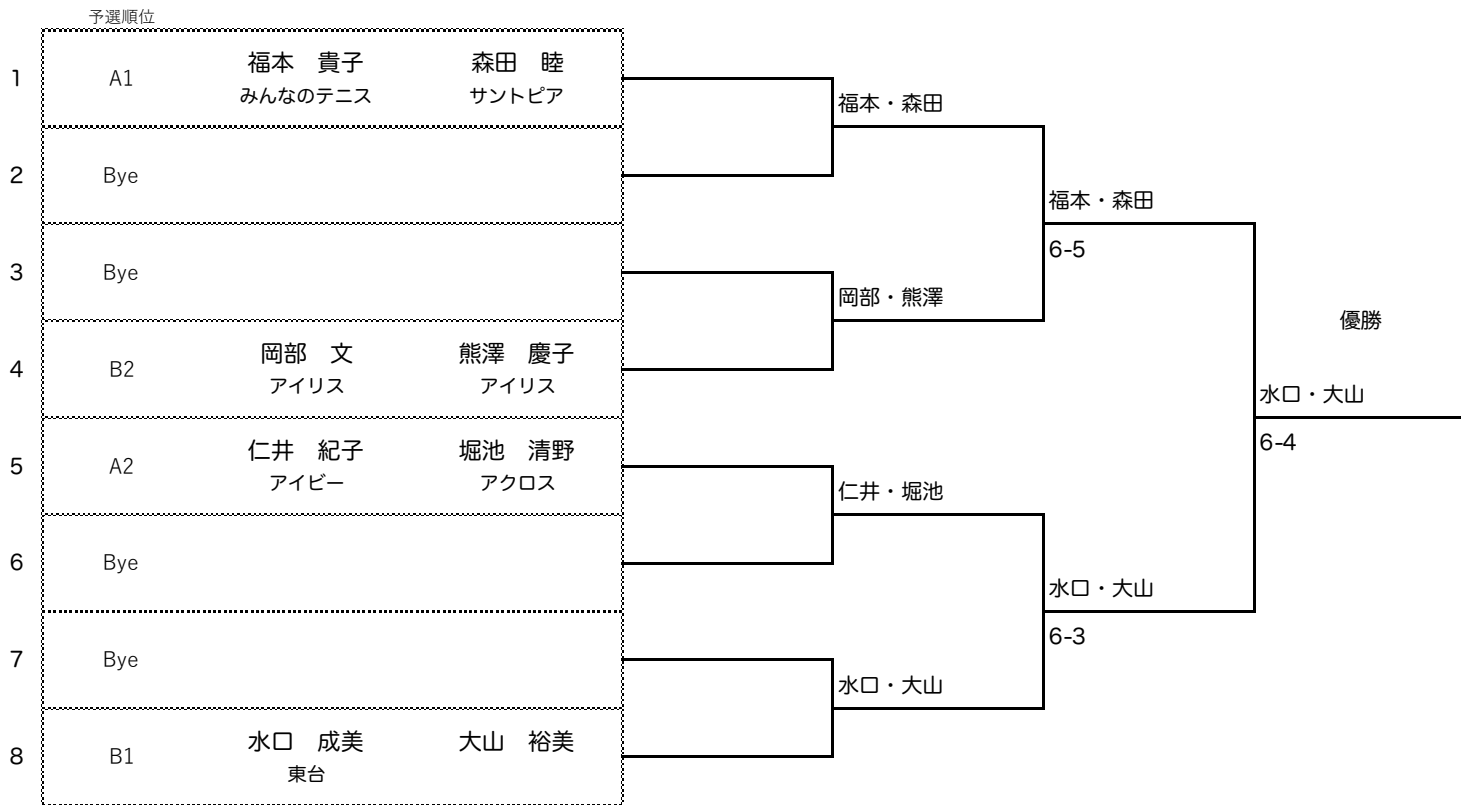 予選順位
1 A1 福本　貴子 森田　睦
みんなのテニス サントピア
福本・森田
2 Bye
福本・森田
6-5
3 Bye
岡部・熊澤
優勝
4 B2 岡部　文 熊澤　慶子
アイリス アイリス
水口・大山
6-4
5 A2 仁井　紀子 堀池　清野
アイビー アクロス
仁井・堀池
6 Bye
水口・大山
6-3
7 Bye
水口・大山
8 B1 水口　成美 大山　裕美
東台